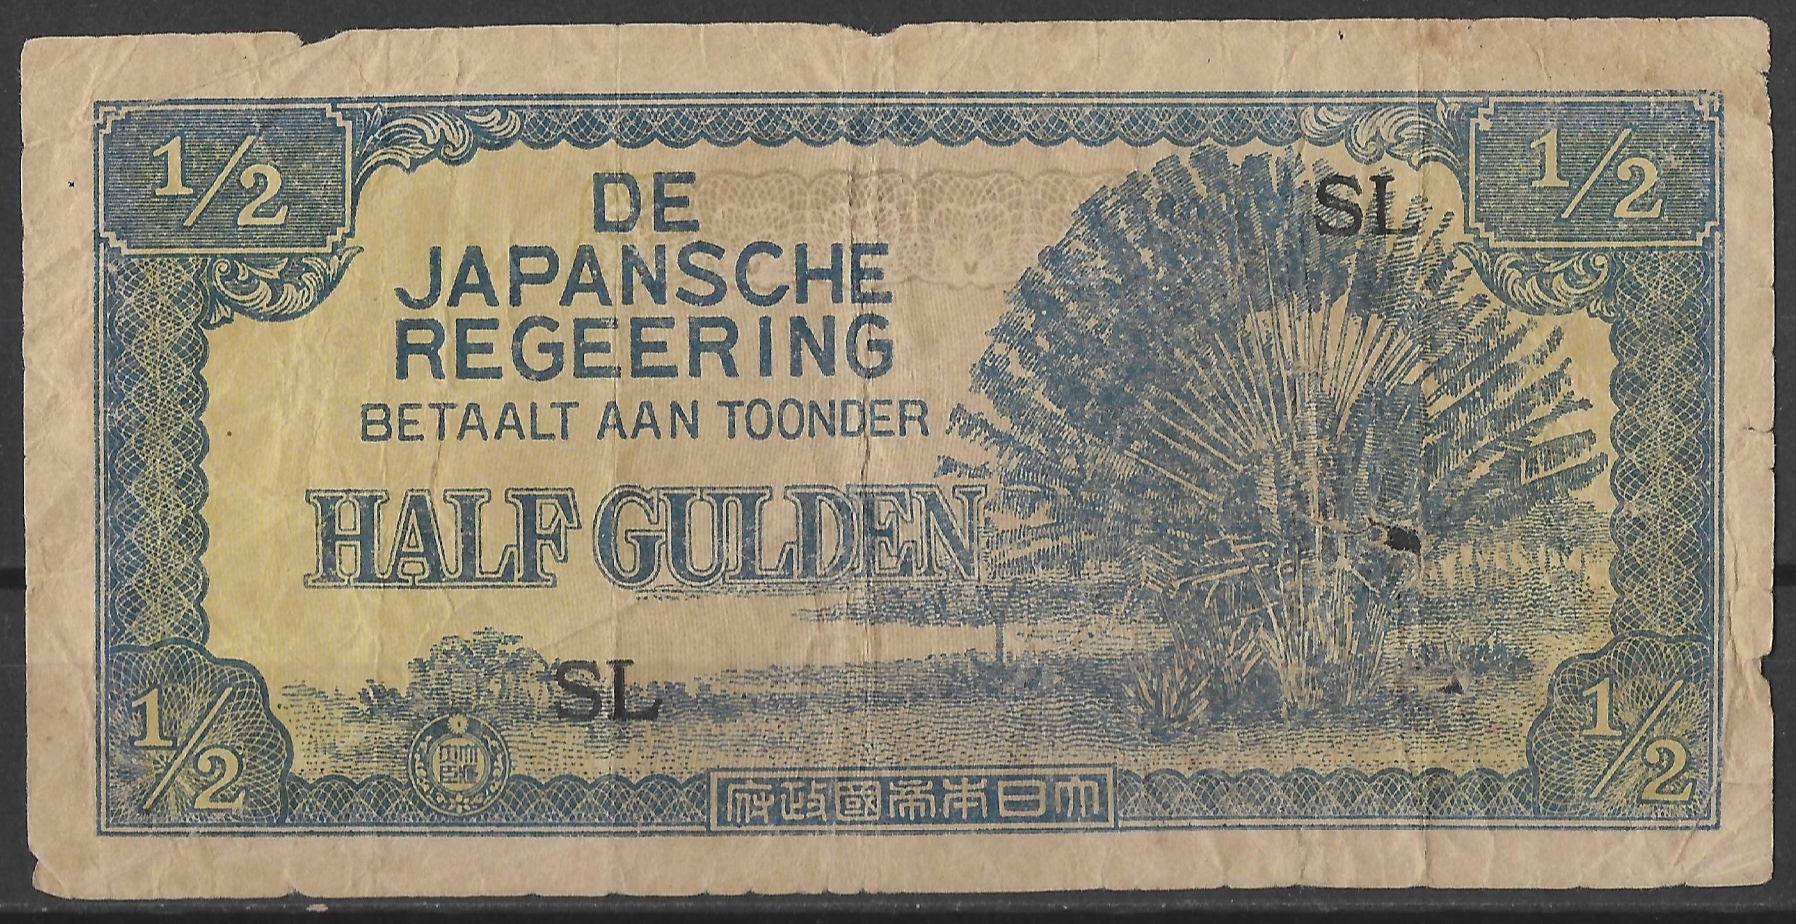 1/2
1/2
DE
JAPANSCHE
REGEERING
BETAALT AAN TOONDER
HALF GULDEN
SL
SL
1/2
1/2
府政國帝本日大